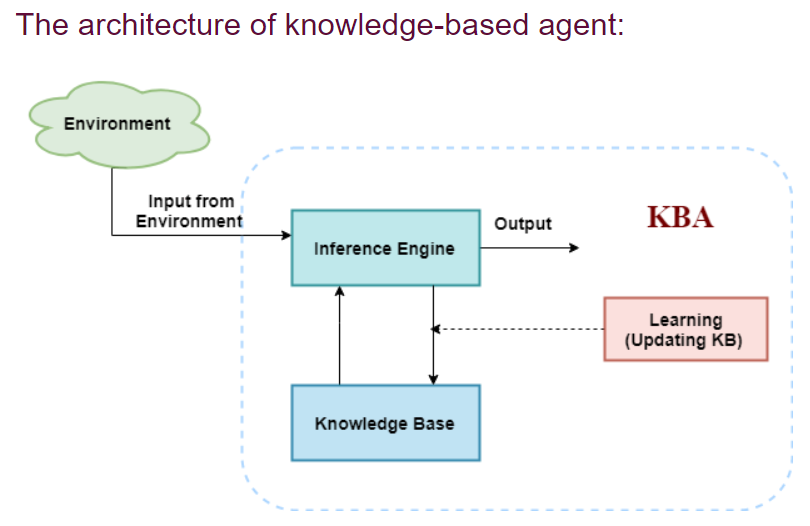 The architecture of knowledge-based agent:
Environment
Input from
Environment
Inference Engine
Output
KBA
Learning
(Updating KB)
Knowledge Base